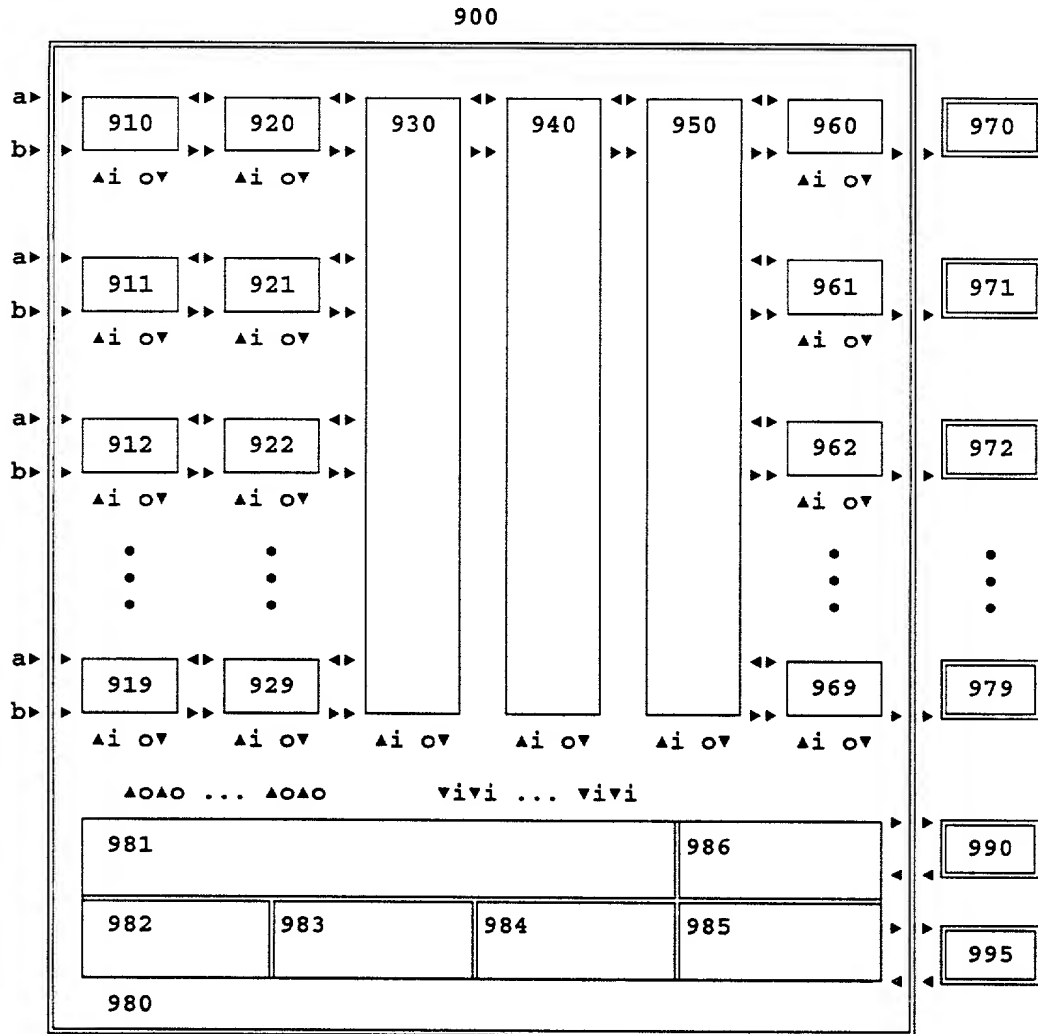 900
a▶ ▶ 910 ◀▶ 920 ◀▶ 930 ◀▶ 940 ◀▶ 950 ◀▶ 960 970
b▶ ▶ ▶▶ ▶▶ ▶▶ ▶▶ ▶▶ ▶ ▶
▲i o▼ ▲i o▼ ▲i o▼
a▶ ▶ 911 ◀▶ 921 ◀▶ ◀▶ 961 971
b▶ ▶ ▶▶ ▶▶ ▶▶ ▶ ▶
▲i o▼ ▲i o▼ ▲i o▼
a▶ ▶ 912 ◀▶ 922 ◀▶ ◀▶ 962 972
b▶ ▶ ▶▶ ▶▶ ▶▶ ▶ ▶
▲i o▼ ▲i o▼ ▲i o▼
a▶ ▶ 919 ◀▶ 929 ◀▶ ◀▶ 969 979
b▶ ▶ ▶▶ ▶▶ ▶▶ ▶ ▶
▲i o▼ ▲i o▼ ▲i o▼ ▲i o▼ ▲i o▼ ▲i o▼
▲o▲o ... ▲o▲o ▼i▼i ... ▼i▼i
981 986 990
982 983 984 985 995
980